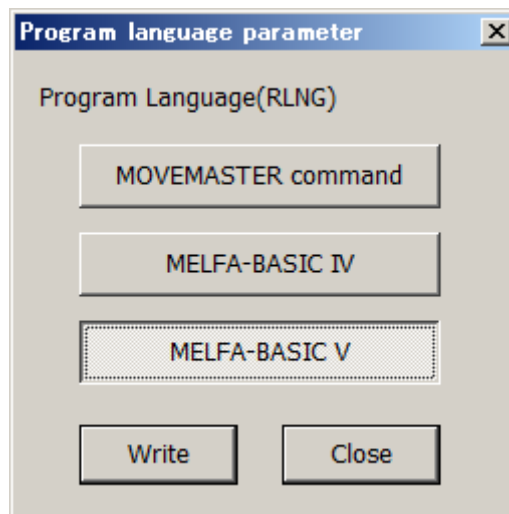 Program language parameter
Program Language(RLNG)
MOVEMASTER command
MELFA-BASIC IV
MELFA-BASIC V
Write Close